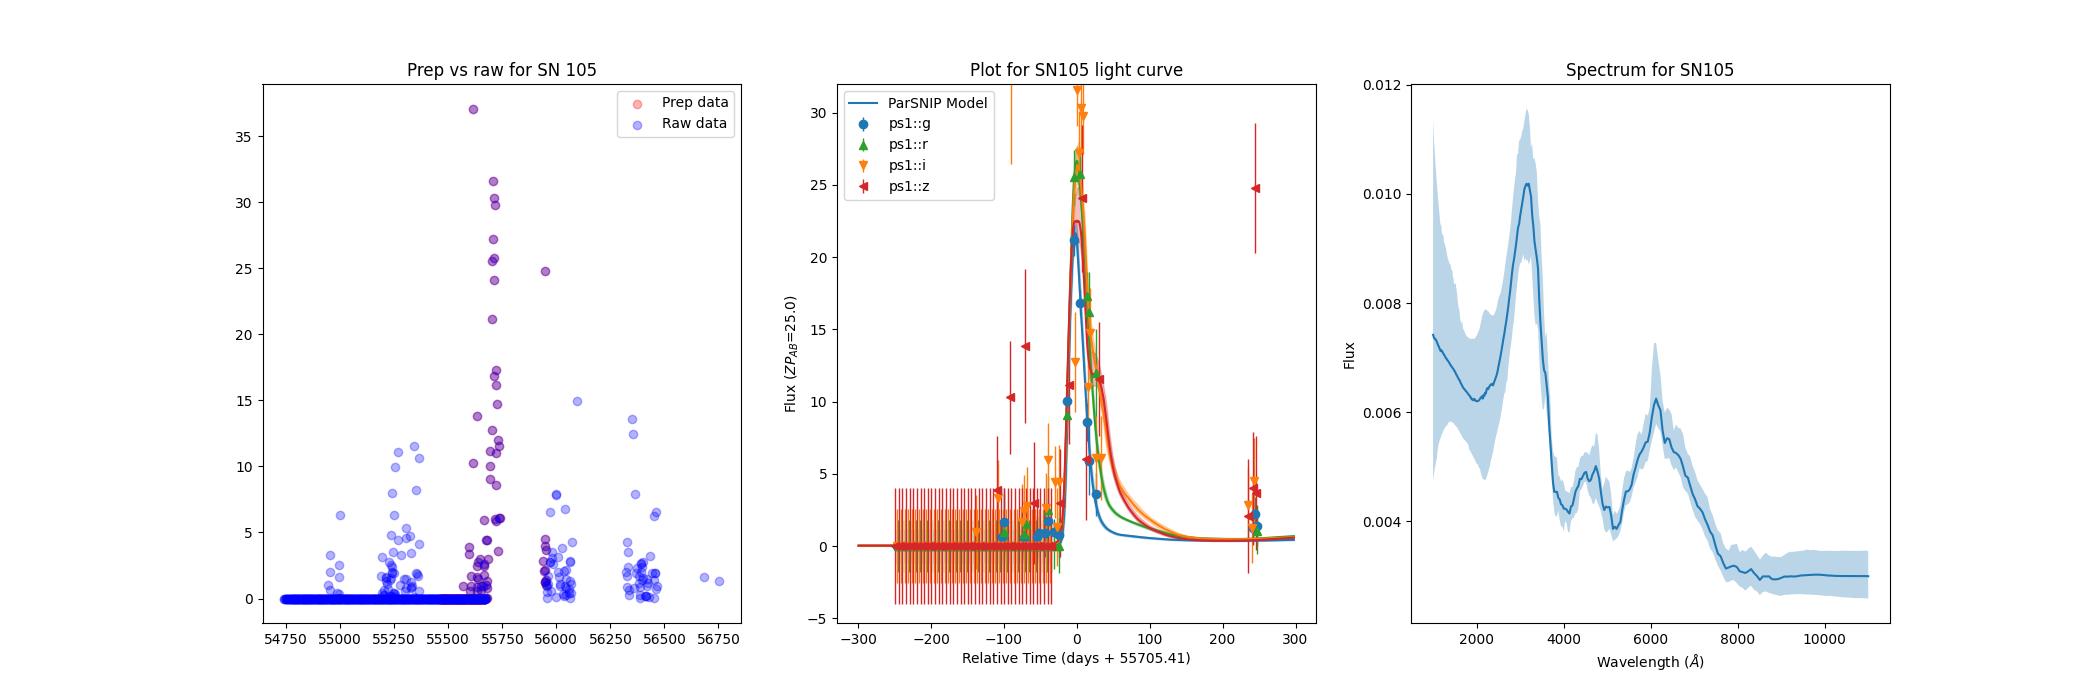 Prep vs raw for SN 105
Prep data
Raw data
35
30
25
20
15
10
5
0
54750 55000 55250 55500 55750 56000 56250 56500 56750
Plot for SN105 light curve
ParSNIP Model
ps1::g
ps1::r
ps1::i
ps1::z
Flux (ZP_AB=25.0)
30
25
20
15
10
5
0
−5
−300 −200 −100 0 100 200 300
Relative Time (days + 55705.41)
Spectrum for SN105
Flux
0.012
0.010
0.008
0.006
0.004
2000 4000 6000 8000 10000
Wavelength (Å)